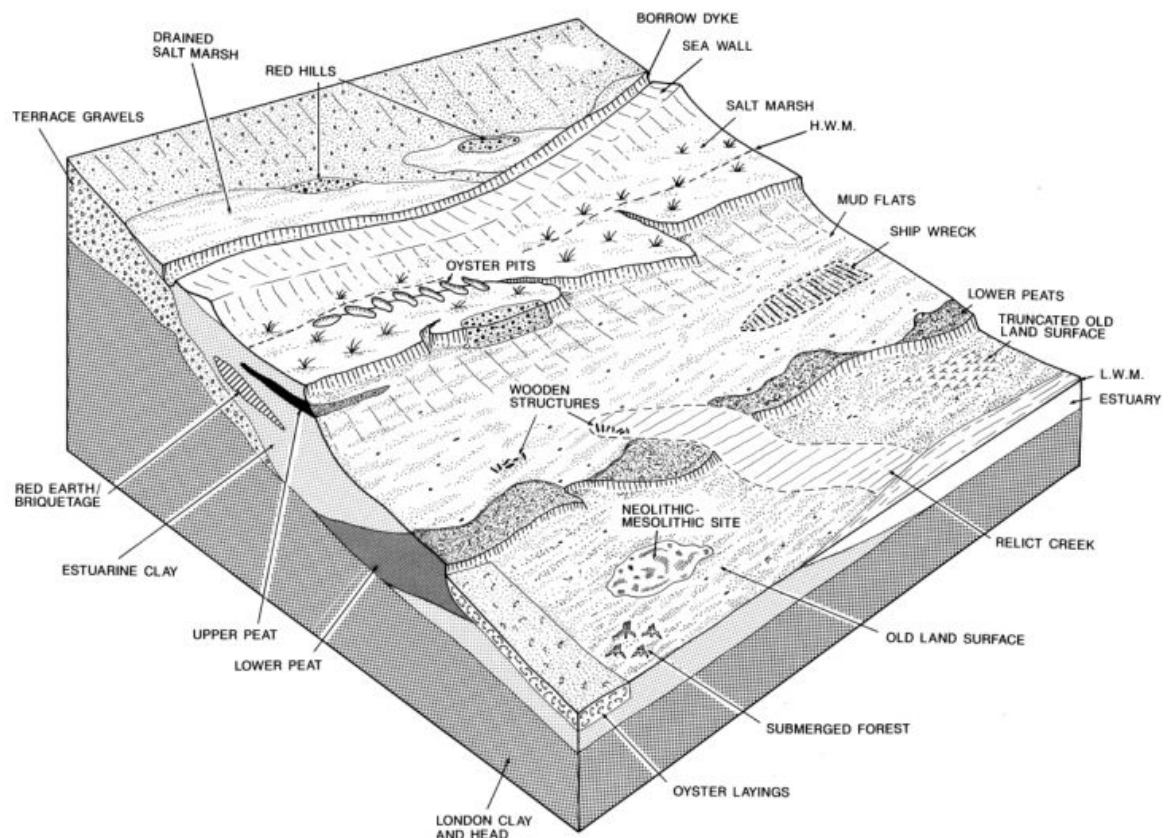 BORROW DYKE
SEA WALL
DRAINED
SALT MARSH
RED HILLS
SALT MARSH
H.W.M.
TERRACE GRAVELS
MUD FLATS
SHIP WRECK
OYSTER PITS
LOWER PEATS
TRUNCATED OLD
LAND SURFACE
L.W.M.
ESTUARY
WOODEN
STRUCTURES
RED EARTH/
BRIQUETAGE
NEOLITHIC-
MESOLITHIC SITE
RELICT CREEK
ESTUARINE CLAY
UPPER PEAT
OLD LAND SURFACE
LOWER PEAT
SUBMERGED FOREST
OYSTER LAYINGS
LONDON CLAY
AND HEAD